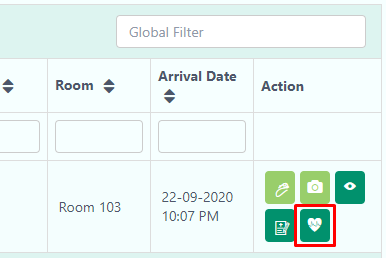 Global Filter
Room
Arrival Date
Action
Room 103
22-09-2020
10:07 PM